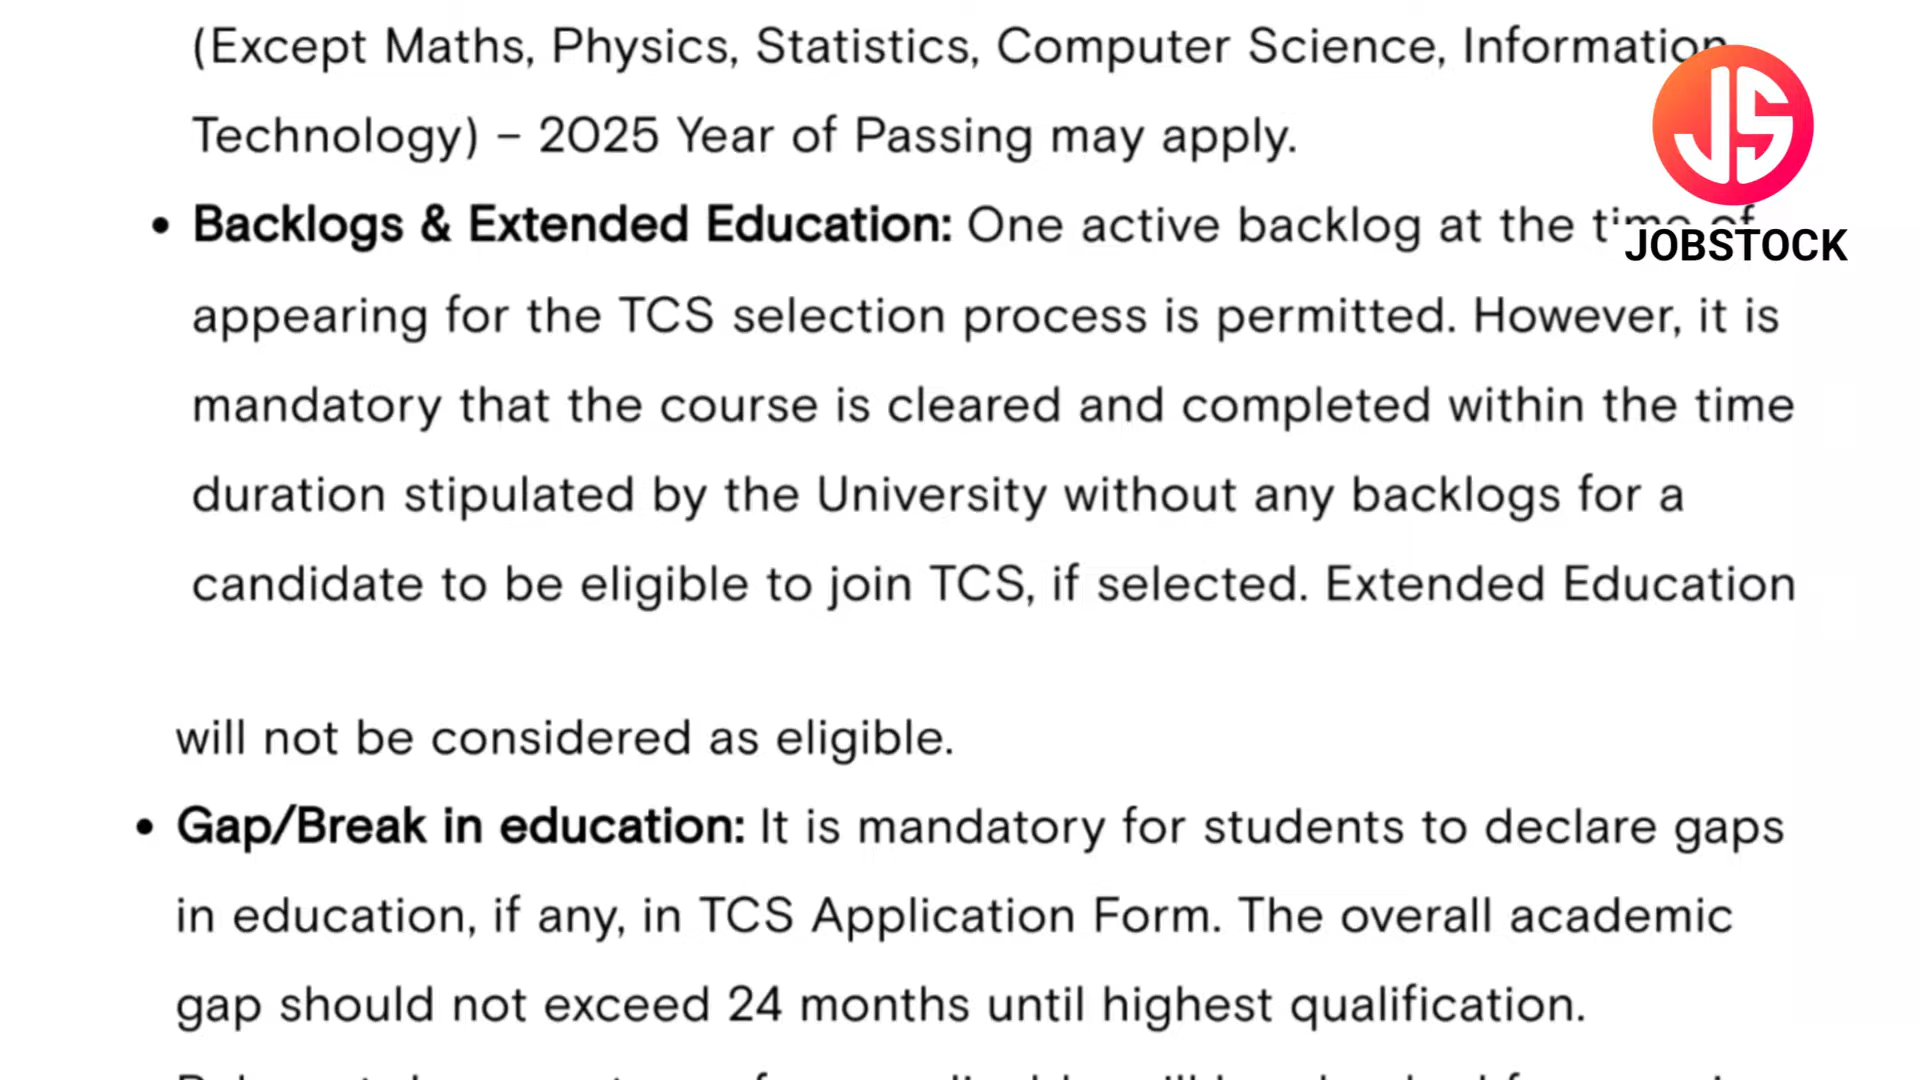 (Except Maths, Physics, Statistics, Computer Science, Information
Technology) – 2025 Year of Passing may apply.
• Backlogs & Extended Education: One active backlog at the time of
JOBSTOCK
appearing for the TCS selection process is permitted. However, it is
mandatory that the course is cleared and completed within the time
duration stipulated by the University without any backlogs for a
candidate to be eligible to join TCS, if selected. Extended Education
will not be considered as eligible.
• Gap/Break in education: It is mandatory for students to declare gaps
in education, if any, in TCS Application Form. The overall academic
gap should not exceed 24 months until highest qualification.